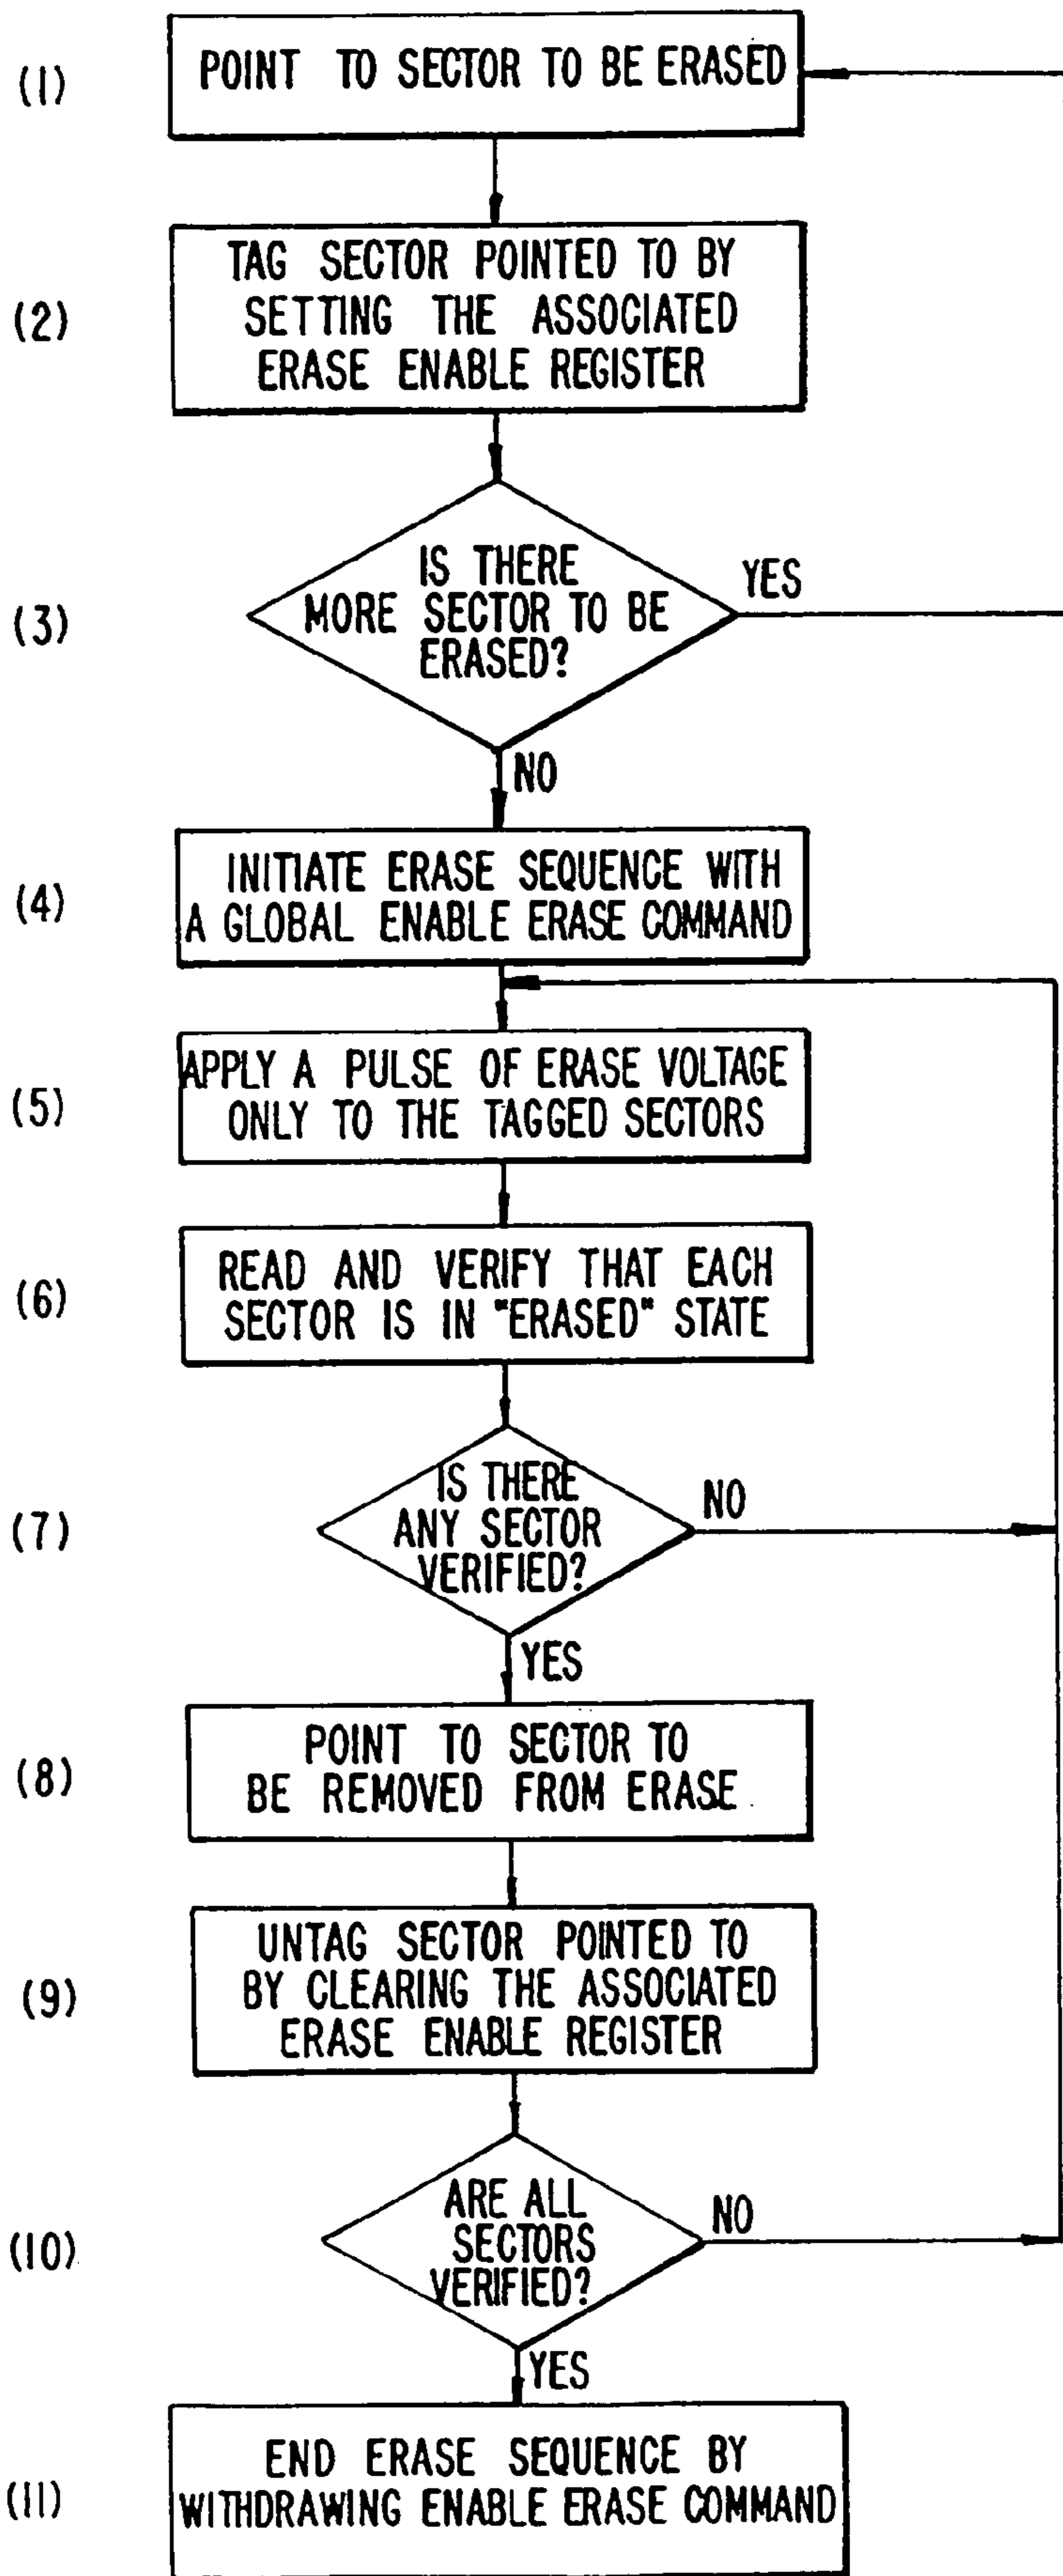 (1)
POINT TO SECTOR TO BE ERASED
(2)
TAG SECTOR POINTED TO BY
SETTING THE ASSOCIATED
ERASE ENABLE REGISTER
(3)
IS THERE
MORE SECTOR TO BE
ERASED?
YES
NO
(4)
INITIATE ERASE SEQUENCE WITH
A GLOBAL ENABLE ERASE COMMAND
(5)
APPLY A PULSE OF ERASE VOLTAGE
ONLY TO THE TAGGED SECTORS
(6)
READ AND VERIFY THAT EACH
SECTOR IS IN "ERASED" STATE
(7)
IS THERE
ANY SECTOR
VERIFIED?
NO
YES
(8)
POINT TO SECTOR TO
BE REMOVED FROM ERASE
(9)
UNTAG SECTOR POINTED TO
BY CLEARING THE ASSOCIATED
ERASE ENABLE REGISTER
(10)
ARE ALL
SECTORS
VERIFIED?
NO
YES
(11)
END ERASE SEQUENCE BY
WITHDRAWING ENABLE ERASE COMMAND